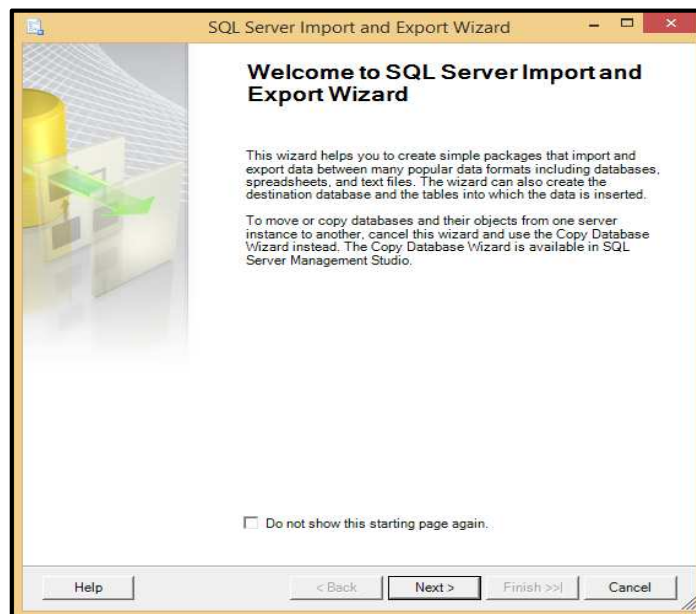 SQL Server Import and Export Wizard
Welcome to SQL Server Import and
Export Wizard
This wizard helps you to create simple packages that import and
export data between many popular data formats including databases,
spreadsheets, and text files. The wizard can also create the
destination database and the tables into which the data is inserted.
To move or copy databases and their objects from one server
instance to another, cancel this wizard and use the Copy Database
Wizard instead. The Copy Database Wizard is available in SQL
Server Management Studio.
Do not show this starting page again.
Help
< Back
Next >
Finish >>|
Cancel